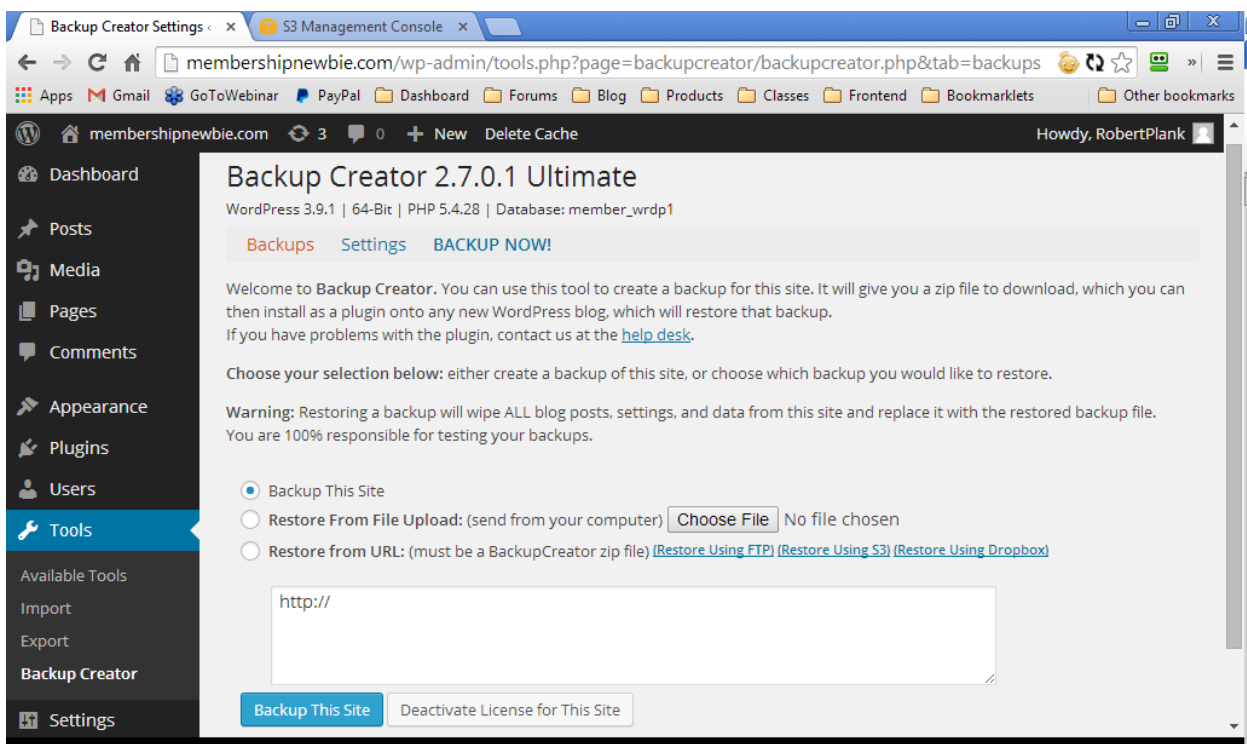 Backup Creator Settings ‹
S3 Management Console
membershipnewbie.com/wp-admin/tools.php?page=backupcreator/backupcreator.php&tab=backups
Apps Gmail GoToWebinar PayPal Dashboard Forums Blog Products Classes Frontend Bookmarklets Other bookmarks
membershipnewbie.com 3 0 + New Delete Cache Howdy, RobertPlank
Dashboard
Posts
Media
Pages
Comments
Appearance
Plugins
Users
Tools
Available Tools
Import
Export
Backup Creator
Settings
Backup Creator 2.7.0.1 Ultimate
WordPress 3.9.1 | 64-Bit | PHP 5.4.28 | Database: member_wrdp1
Backups Settings BACKUP NOW!
Welcome to Backup Creator. You can use this tool to create a backup for this site. It will give you a zip file to download, which you can
then install as a plugin onto any new WordPress blog, which will restore that backup.
If you have problems with the plugin, contact us at the help desk.
Choose your selection below: either create a backup of this site, or choose which backup you would like to restore.
Warning: Restoring a backup will wipe ALL blog posts, settings, and data from this site and replace it with the restored backup file.
You are 100% responsible for testing your backups.
Backup This Site
Restore From File Upload: (send from your computer) Choose File No file chosen
Restore from URL: (must be a BackupCreator zip file) (Restore Using FTP) (Restore Using S3) (Restore Using Dropbox)
http://
Backup This Site Deactivate License for This Site